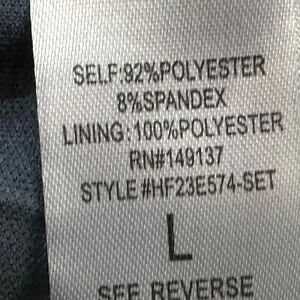 SELF:92%POLYESTER
8%SPANDEX
LINING:100%POLYESTER
RN#149137
STYLE #HF23E574-SET
L
SEE REVERSE